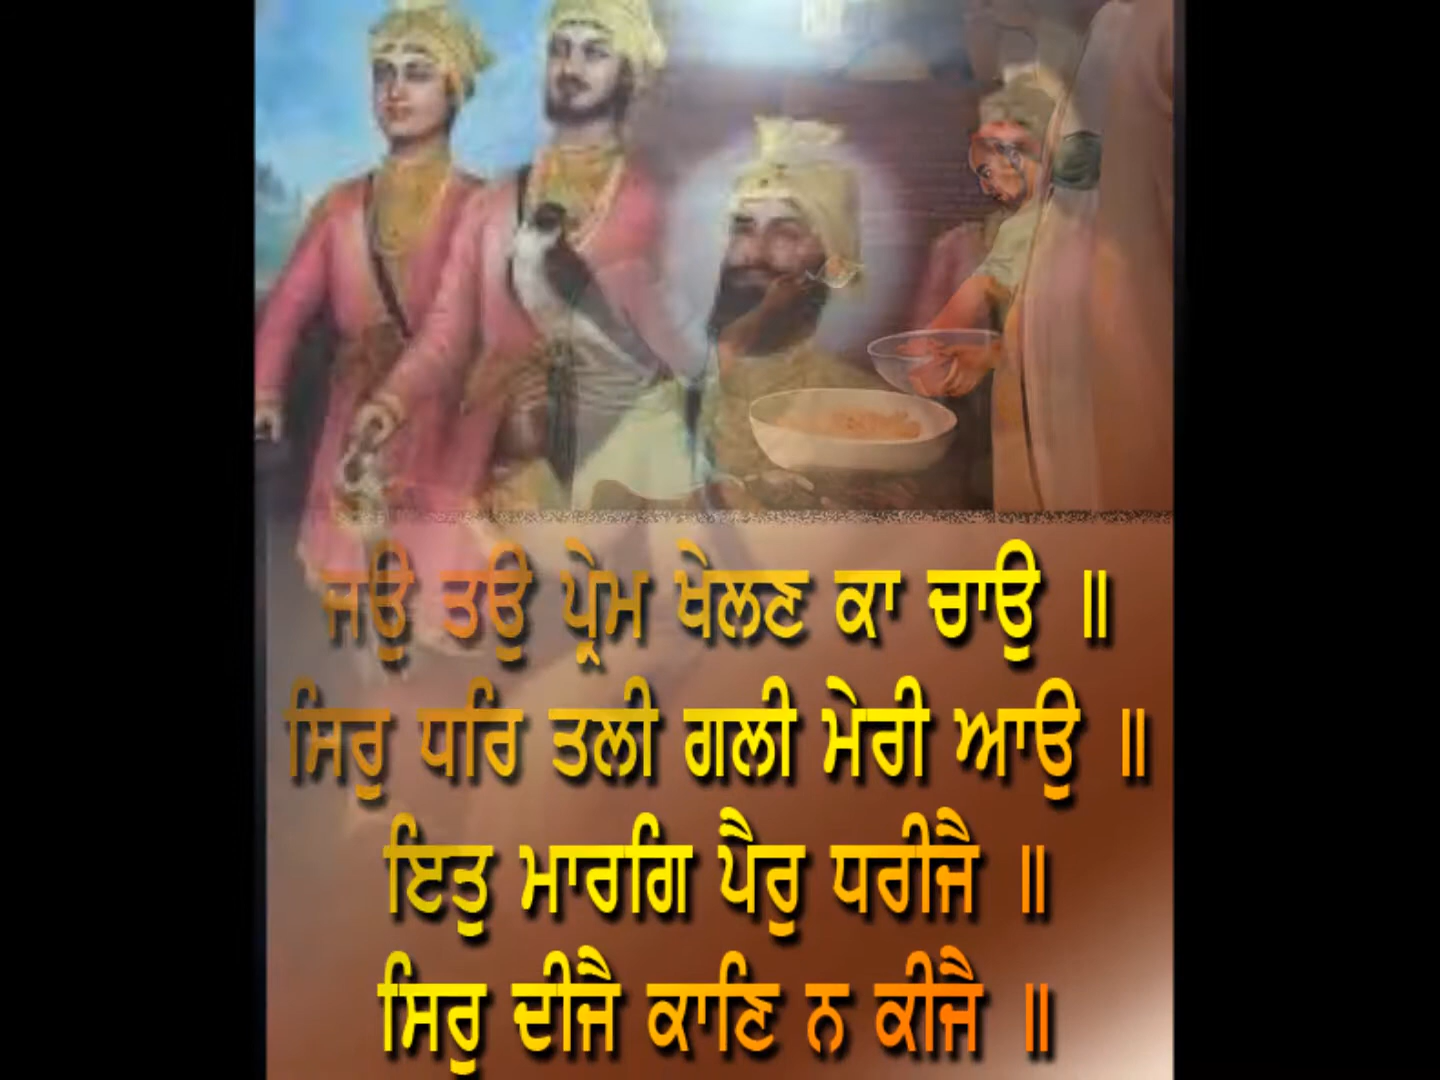 ਜਉ ਤਉ ਪ੍ਰੇਮ ਖੇਲਣ ਕਾ ਚਾਉ ॥
ਸਿਰੁ ਧਰਿ ਤਲੀ ਗਲੀ ਮੇਰੀ ਆਉ ॥
ਇਤੁ ਮਾਰਗਿ ਪੈਰੁ ਧਰੀਜੈ ॥
ਸਿਰੁ ਦੀਜੈ ਕਾਣਿ ਨ ਕੀਜੈ ॥